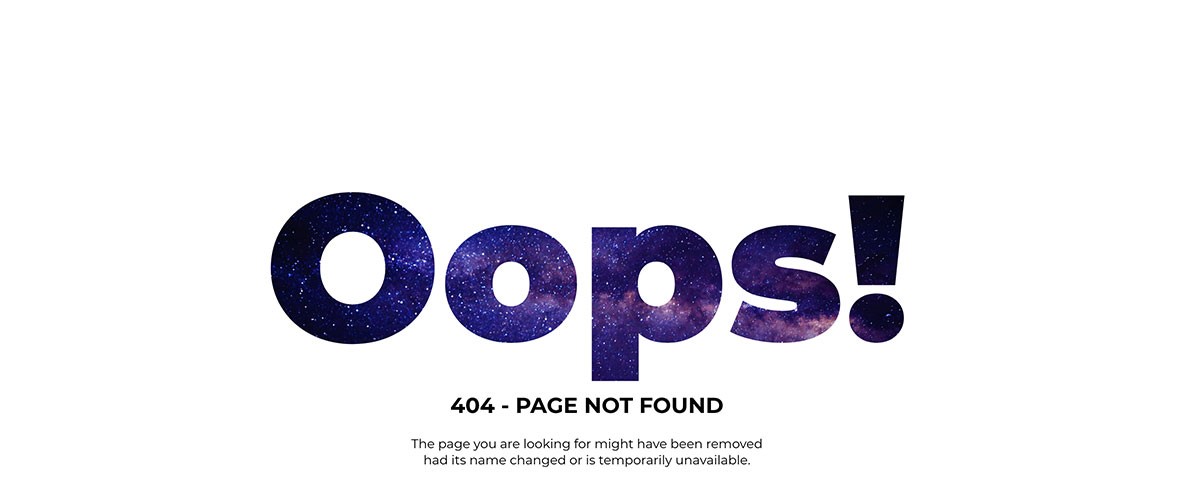 Oops!
404 - PAGE NOT FOUND
The page you are looking for might have been removed
had its name changed or is temporarily unavailable.